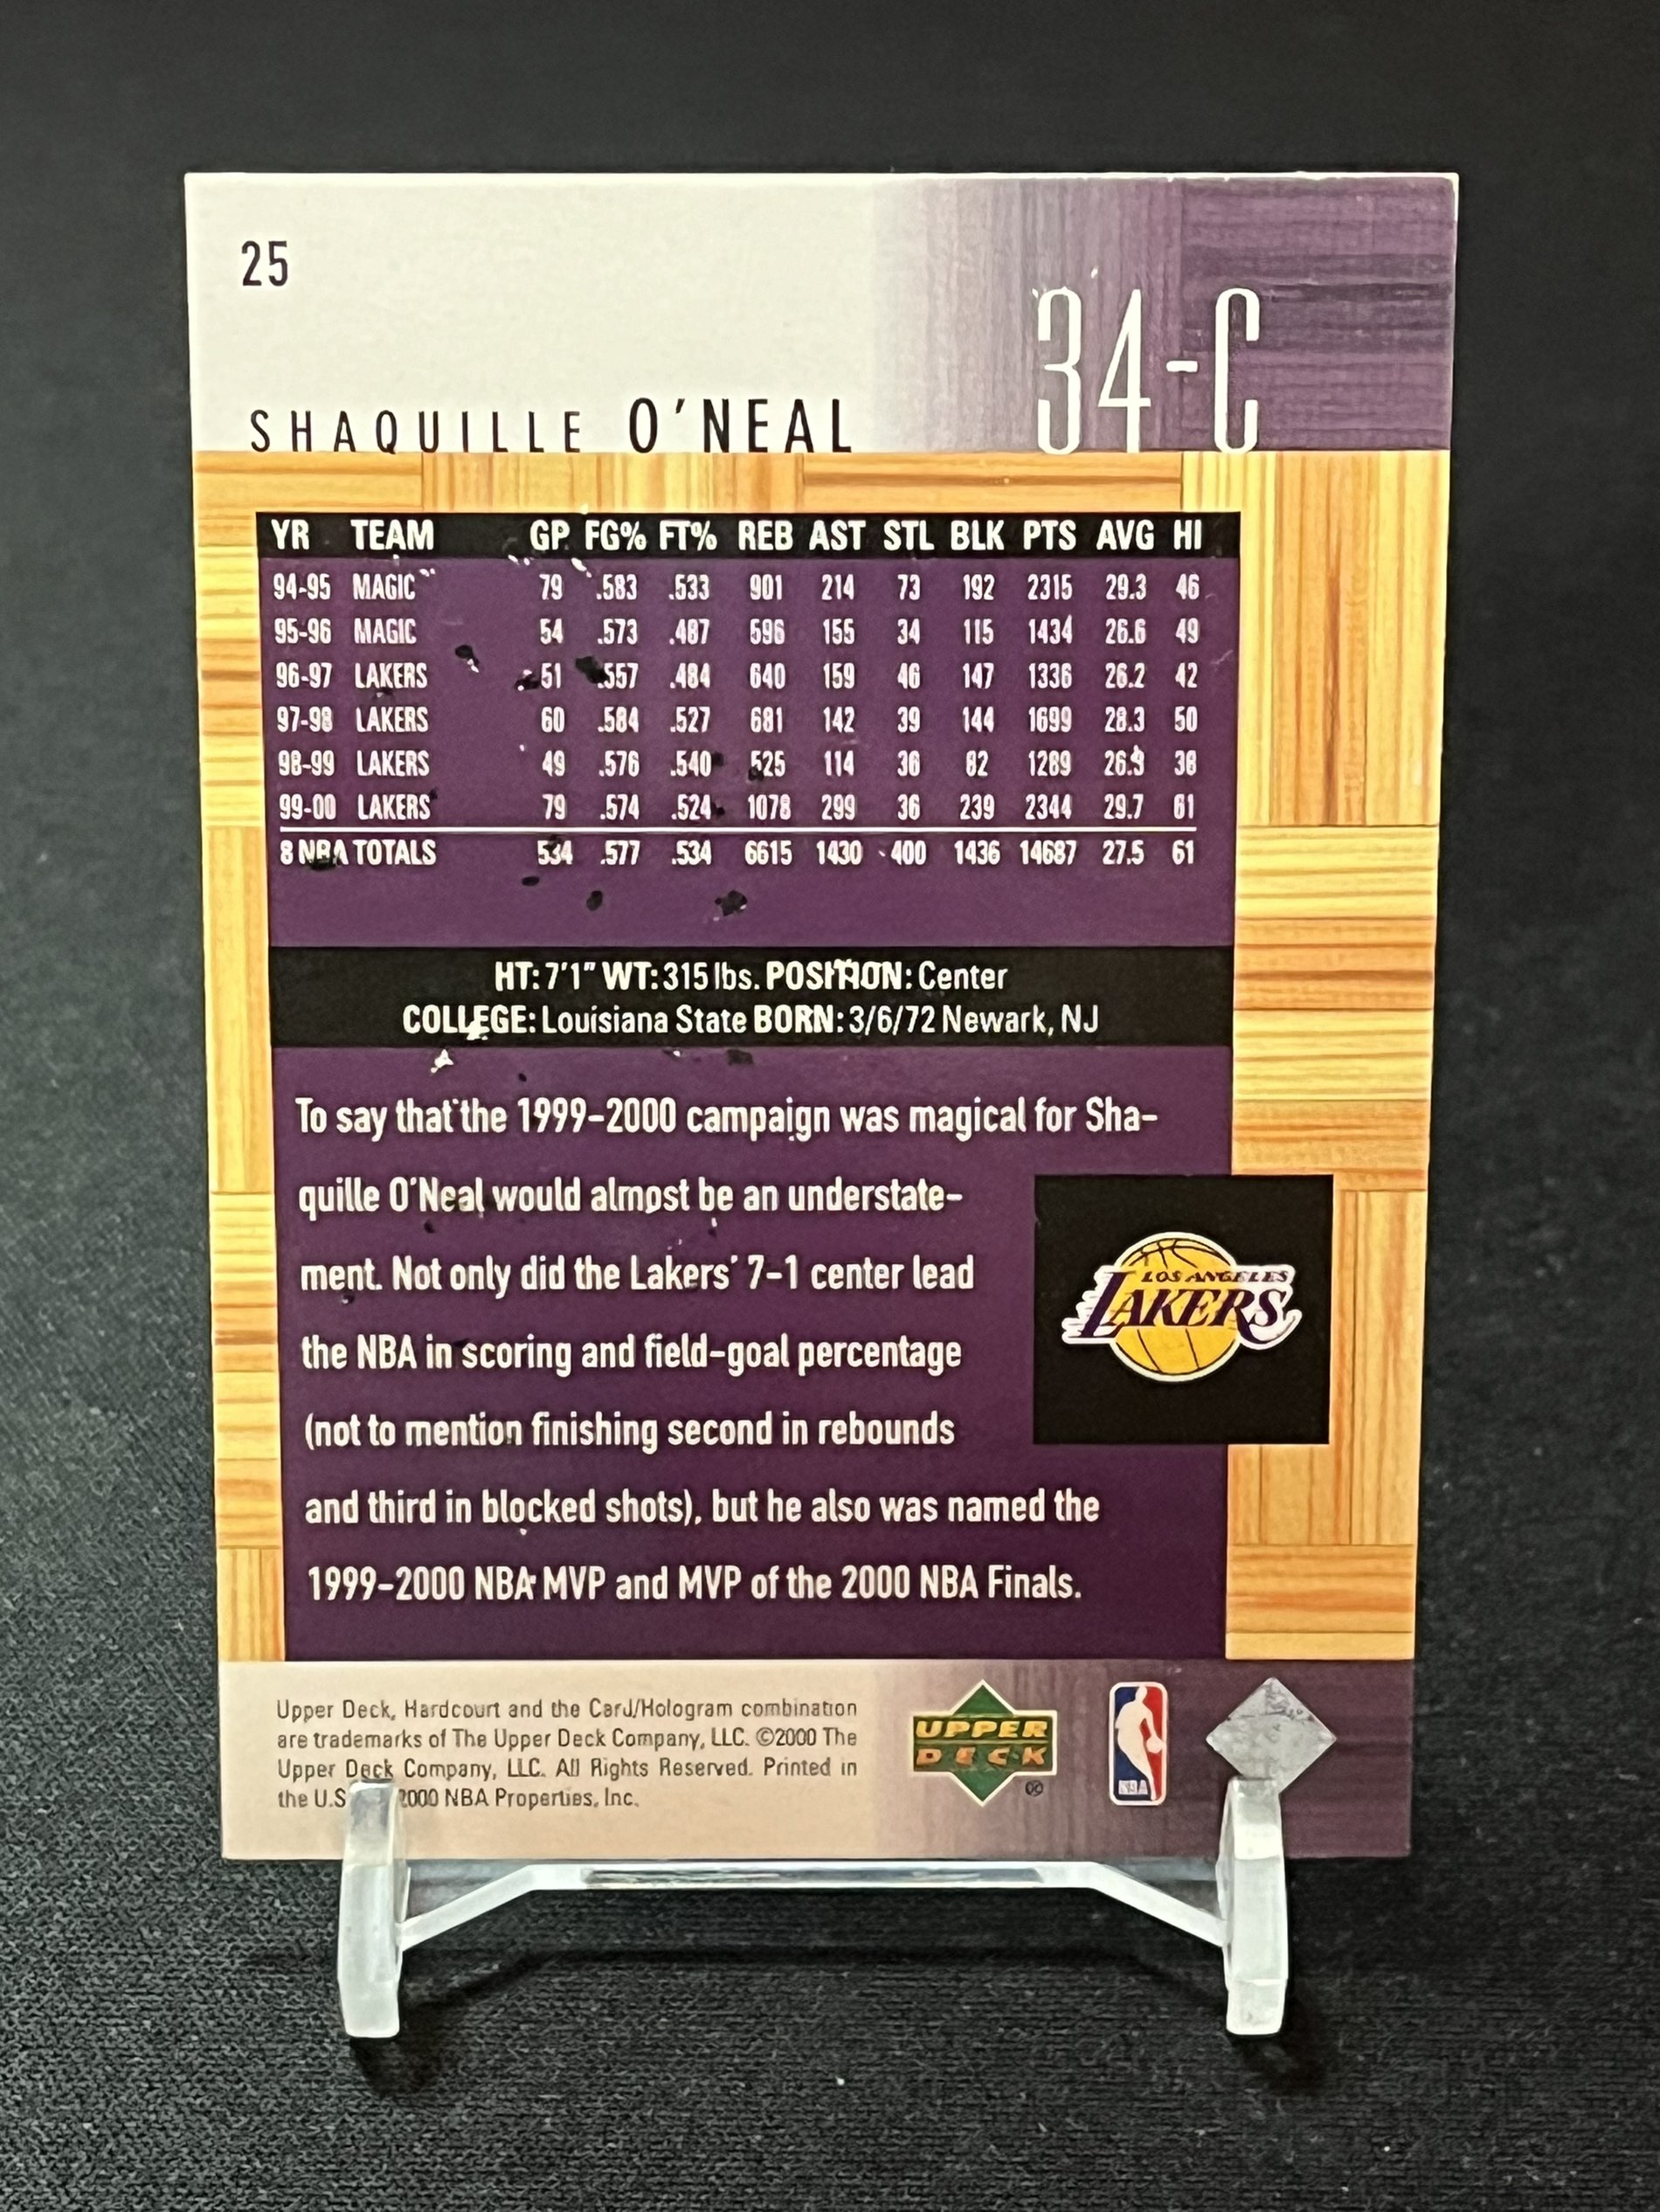 25
34-C
SHAQUILLE O'NEAL
YR TEAM GP FG% FT% REB AST STL BLK PTS AVG HI
94-95 MAGIC 79 .583 .533 901 214 73 192 2315 29.3 46
95-96 MAGIC 54 .573 .487 596 155 34 115 1434 26.6 49
96-97 LAKERS 51 .557 .484 640 159 46 147 1336 26.2 42
97-98 LAKERS 60 .584 .527 681 142 39 144 1699 28.3 50
98-99 LAKERS 49 .576 .540 525 114 36 82 1289 26.3 38
99-00 LAKERS 79 .574 .524 1078 299 36 239 2344 29.7 61
8 NBA TOTALS 534 .577 .534 6615 1430 400 1436 14687 27.5 61
HT: 7'1" WT: 315 lbs. POSITION: Center
COLLEGE: Louisiana State BORN: 3/6/72 Newark, NJ
To say that the 1999-2000 campaign was magical for Sha-
quille O'Neal would almost be an understate-
ment. Not only did the Lakers' 7-1 center lead
the NBA in scoring and field-goal percentage
(not to mention finishing second in rebounds
and third in blocked shots), but he also was named the
1999-2000 NBA MVP and MVP of the 2000 NBA Finals.
LOS ANGELES
LAKERS
Upper Deck, Hardcourt and the Card/Hologram combination
are trademarks of The Upper Deck Company, LLC. ©2000 The
Upper Deck Company, LLC. All Rights Reserved. Printed in
the U.S 2000 NBA Properties, Inc.
UPPER
DECK
®
NBA